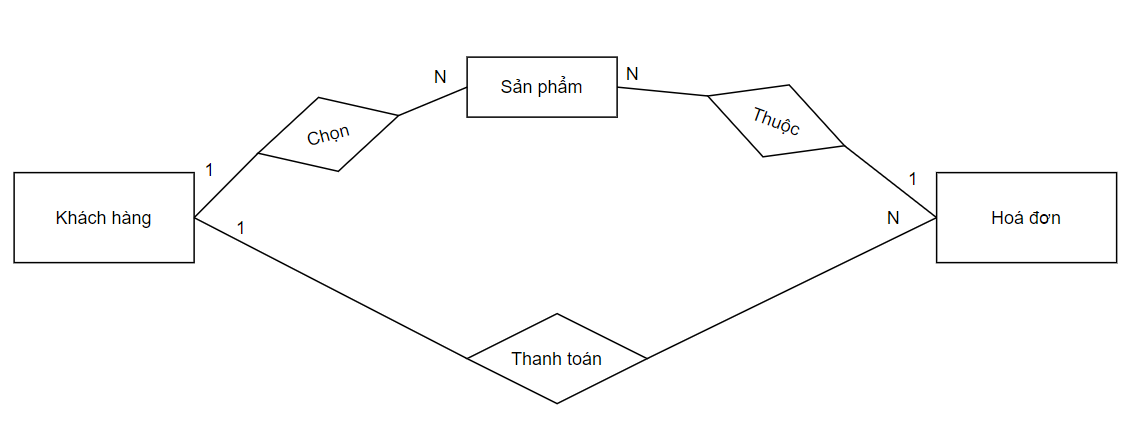 N
Sản phẩm
N
Chọn
Thuộc
1
1
Khách hàng
1
N
Hoá đơn
Thanh toán